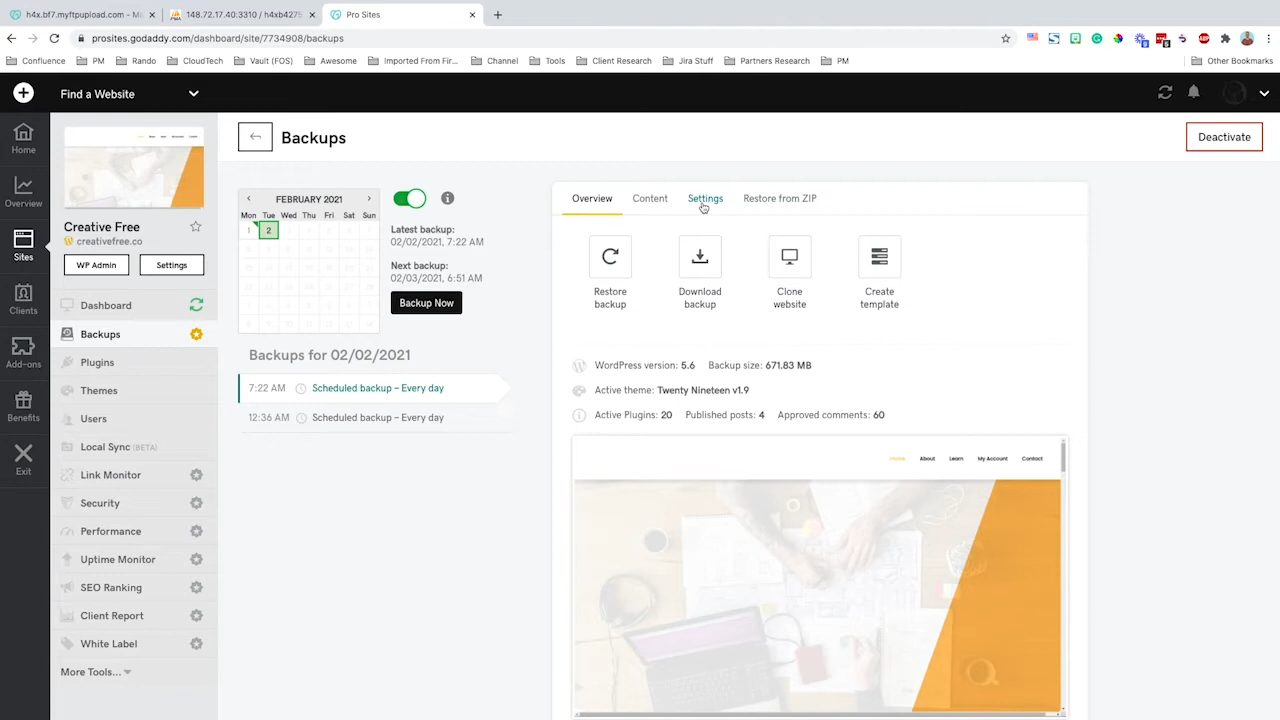 h4x.bf7.myftpupload.com - M
148.72.17.40:3310 / h4xb4275
Pro Sites
prosites.godaddy.com/dashboard/site/7734908/backups
Confluence
PM
Rando
CloudTech
Vault (FOS)
Awesome
Imported From Fir...
Channel
Tools
Client Research
Jira Stuff
Partners Research
PM
Other Bookmarks
Find a Website
Home
Overview
Sites
Clients
Add-ons
Benefits
Exit
Creative Free
creativefree.co
WP Admin
Settings
Dashboard
Backups
Plugins
Themes
Users
Local Sync (BETA)
Link Monitor
Security
Performance
Uptime Monitor
SEO Ranking
Client Report
White Label
More Tools...
Backups
Deactivate
FEBRUARY 2021
Mon Tue Wed Thu Fri Sat Sun
1 2
Latest backup:
02/02/2021, 7:22 AM
Next backup:
02/03/2021, 6:51 AM
Backup Now
Backups for 02/02/2021
7:22 AM Scheduled backup – Every day
12:36 AM Scheduled backup – Every day
Overview
Content
Settings
Restore from ZIP
Restore
backup
Download
backup
Clone
website
Create
template
WordPress version: 5.6 Backup size: 671.83 MB
Active theme: Twenty Nineteen v1.9
Active Plugins: 20 Published posts: 4 Approved comments: 60
Home About Learn My Account Contact